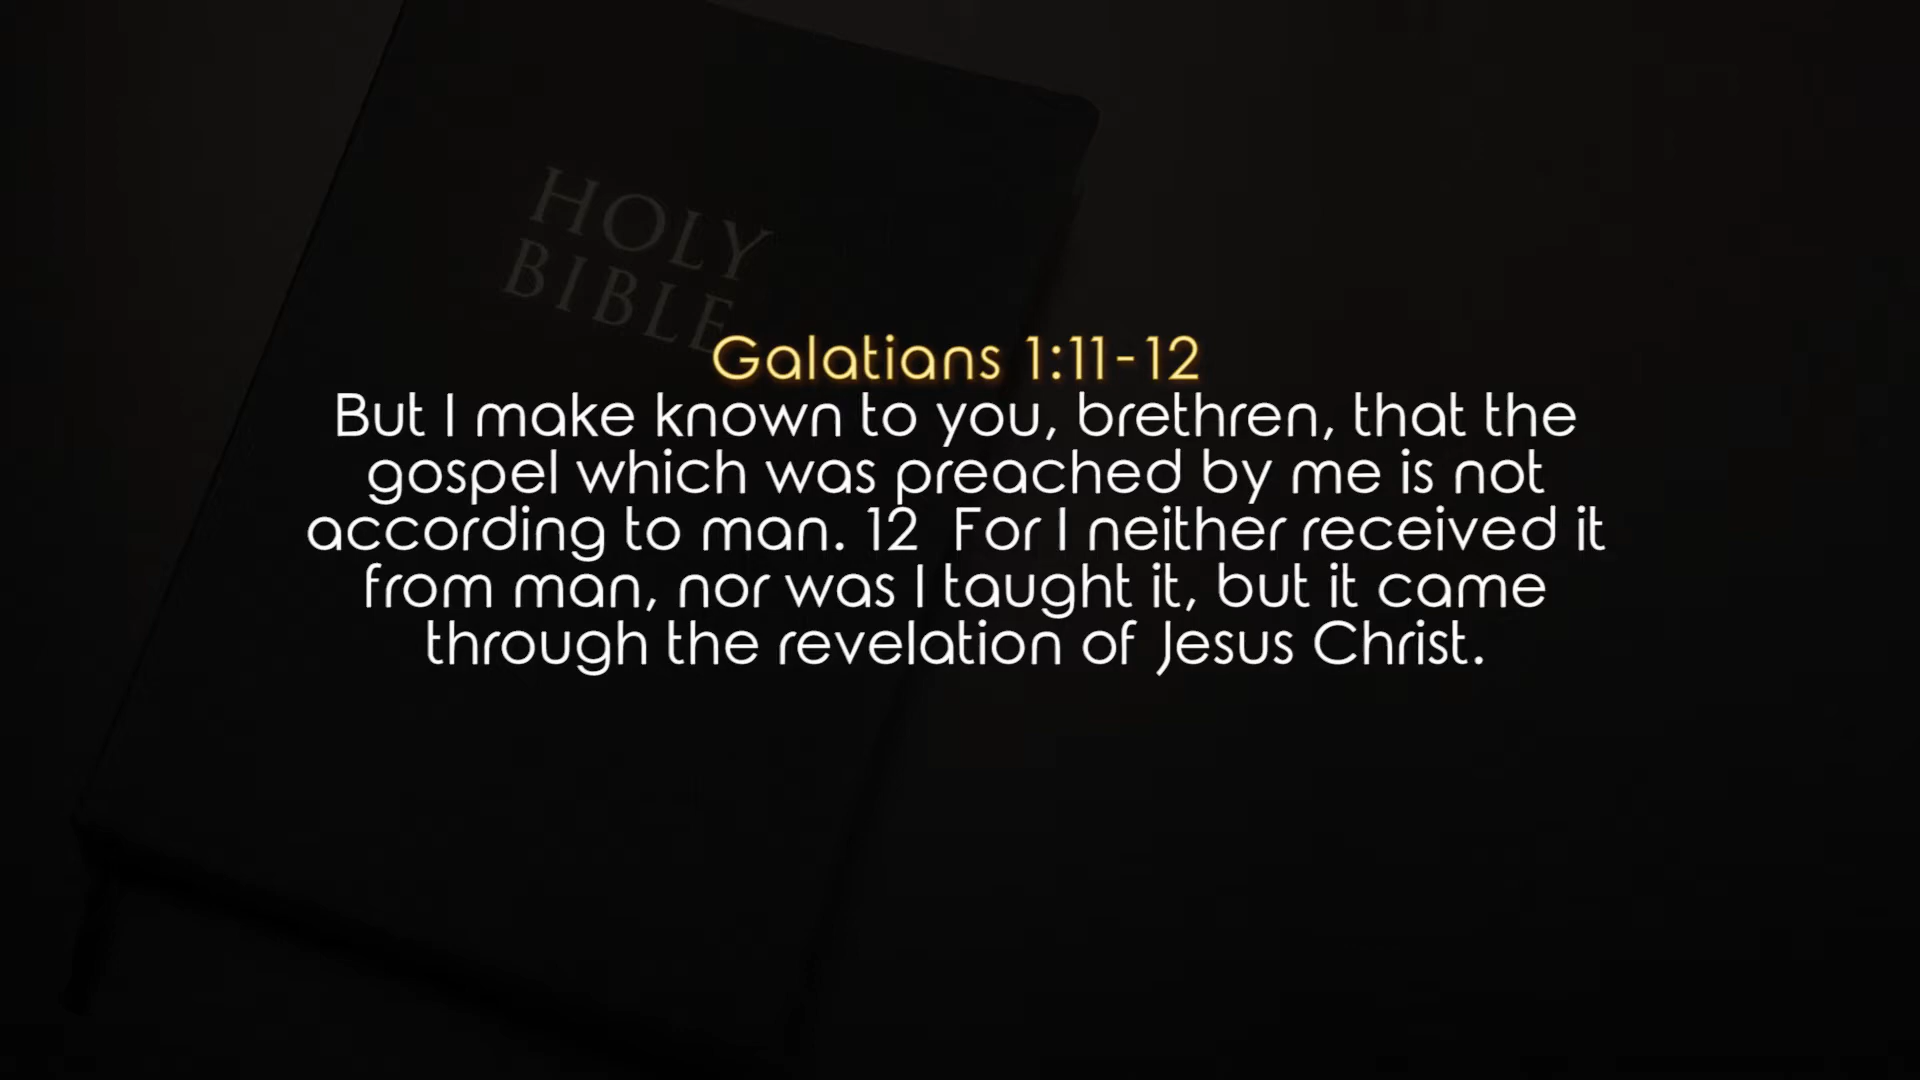 HOLY
BIBLE
Galatians 1:11-12
But I make known to you, brethren, that the
gospel which was preached by me is not
according to man. 12  For I neither received it
from man, nor was I taught it, but it came
through the revelation of Jesus Christ.